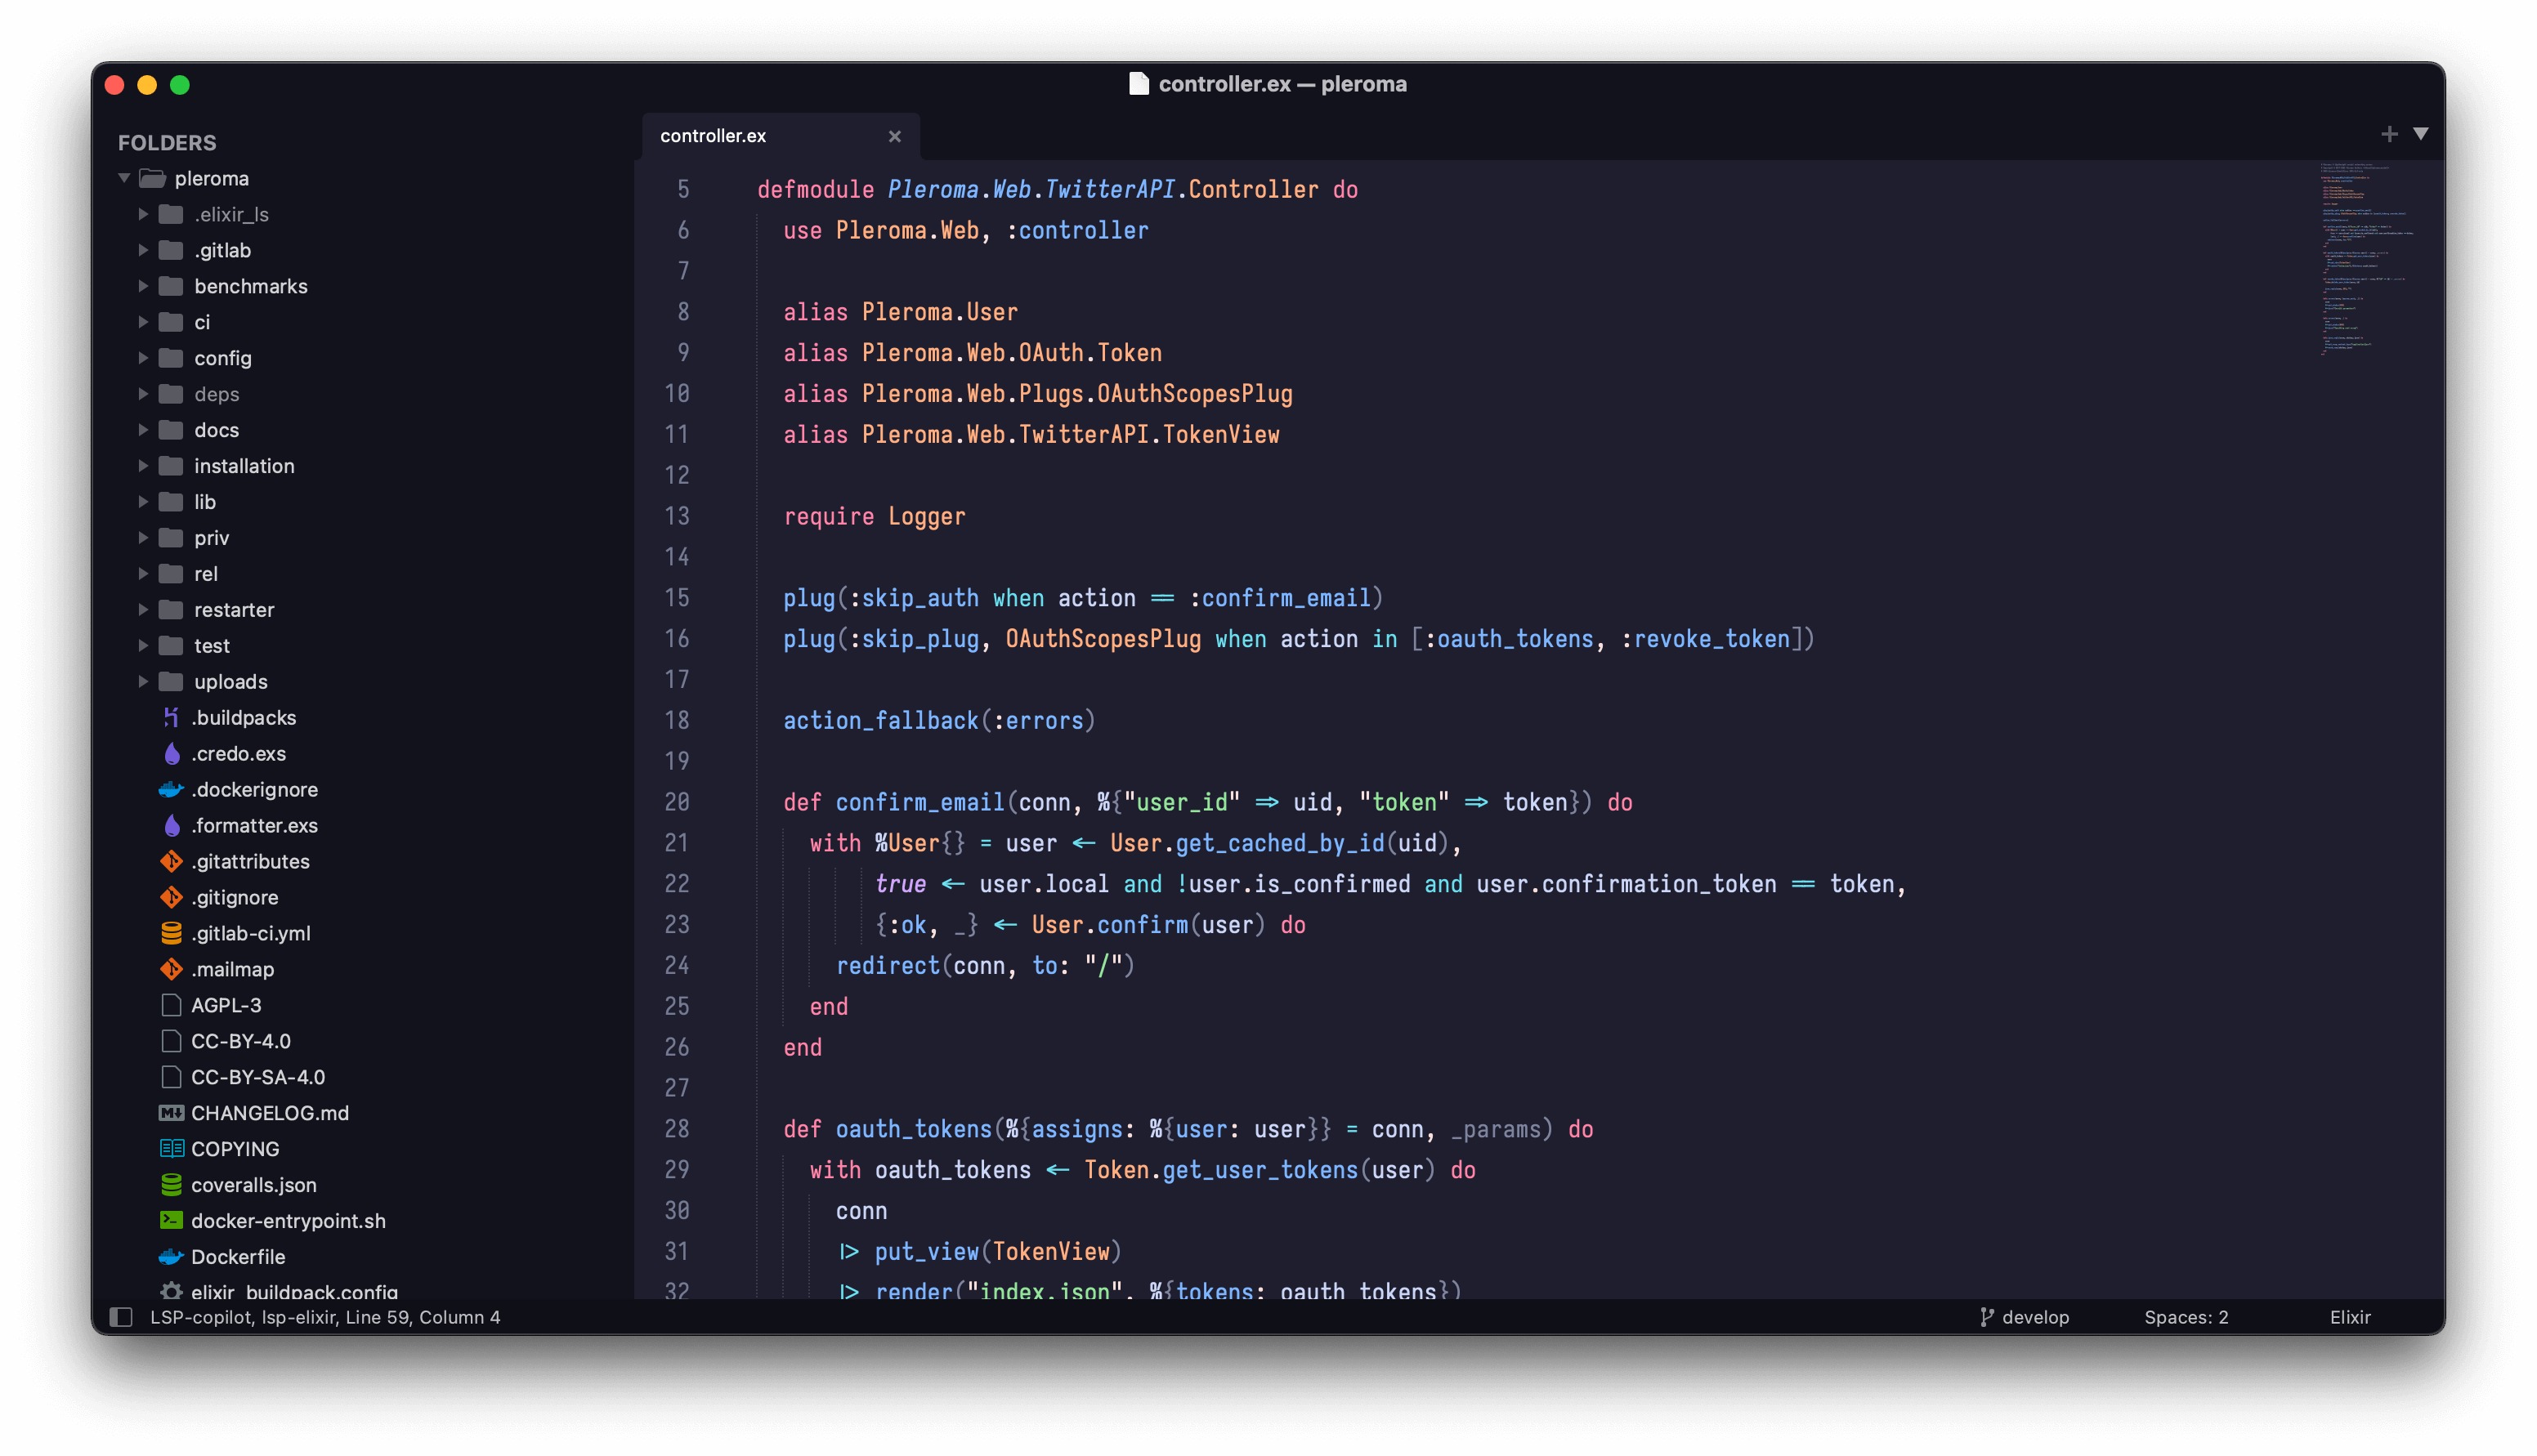 controller.ex — pleroma
FOLDERS
pleroma
.elixir_ls
.gitlab
benchmarks
ci
config
deps
docs
installation
lib
priv
rel
restarter
test
uploads
.buildpacks
.credo.exs
.dockerignore
.formatter.exs
.gitattributes
.gitignore
.gitlab-ci.yml
.mailmap
AGPL-3
CC-BY-4.0
CC-BY-SA-4.0
CHANGELOG.md
COPYING
coveralls.json
docker-entrypoint.sh
Dockerfile
elixir_buildpack.config
controller.ex
5 defmodule Pleroma.Web.TwitterAPI.Controller do
6 use Pleroma.Web, :controller
7
8 alias Pleroma.User
9 alias Pleroma.Web.OAuth.Token
10 alias Pleroma.Web.Plugs.OAuthScopesPlug
11 alias Pleroma.Web.TwitterAPI.TokenView
12
13 require Logger
14
15 plug(:skip_auth when action == :confirm_email)
16 plug(:skip_plug, OAuthScopesPlug when action in [:oauth_tokens, :revoke_token])
17
18 action_fallback(:errors)
19
20 def confirm_email(conn, %{"user_id" => uid, "token" => token}) do
21 with %User{} = user <- User.get_cached_by_id(uid),
22 true <- user.local and !user.is_confirmed and user.confirmation_token == token,
23 {:ok, _} <- User.confirm(user) do
24 redirect(conn, to: "/")
25 end
26 end
27
28 def oauth_tokens(%{assigns: %{user: user}} = conn, _params) do
29 with oauth_tokens <- Token.get_user_tokens(user) do
30 conn
31 |> put_view(TokenView)
32 |> render("index.json", %{tokens: oauth_tokens})
LSP-copilot, lsp-elixir, Line 59, Column 4
develop
Spaces: 2
Elixir